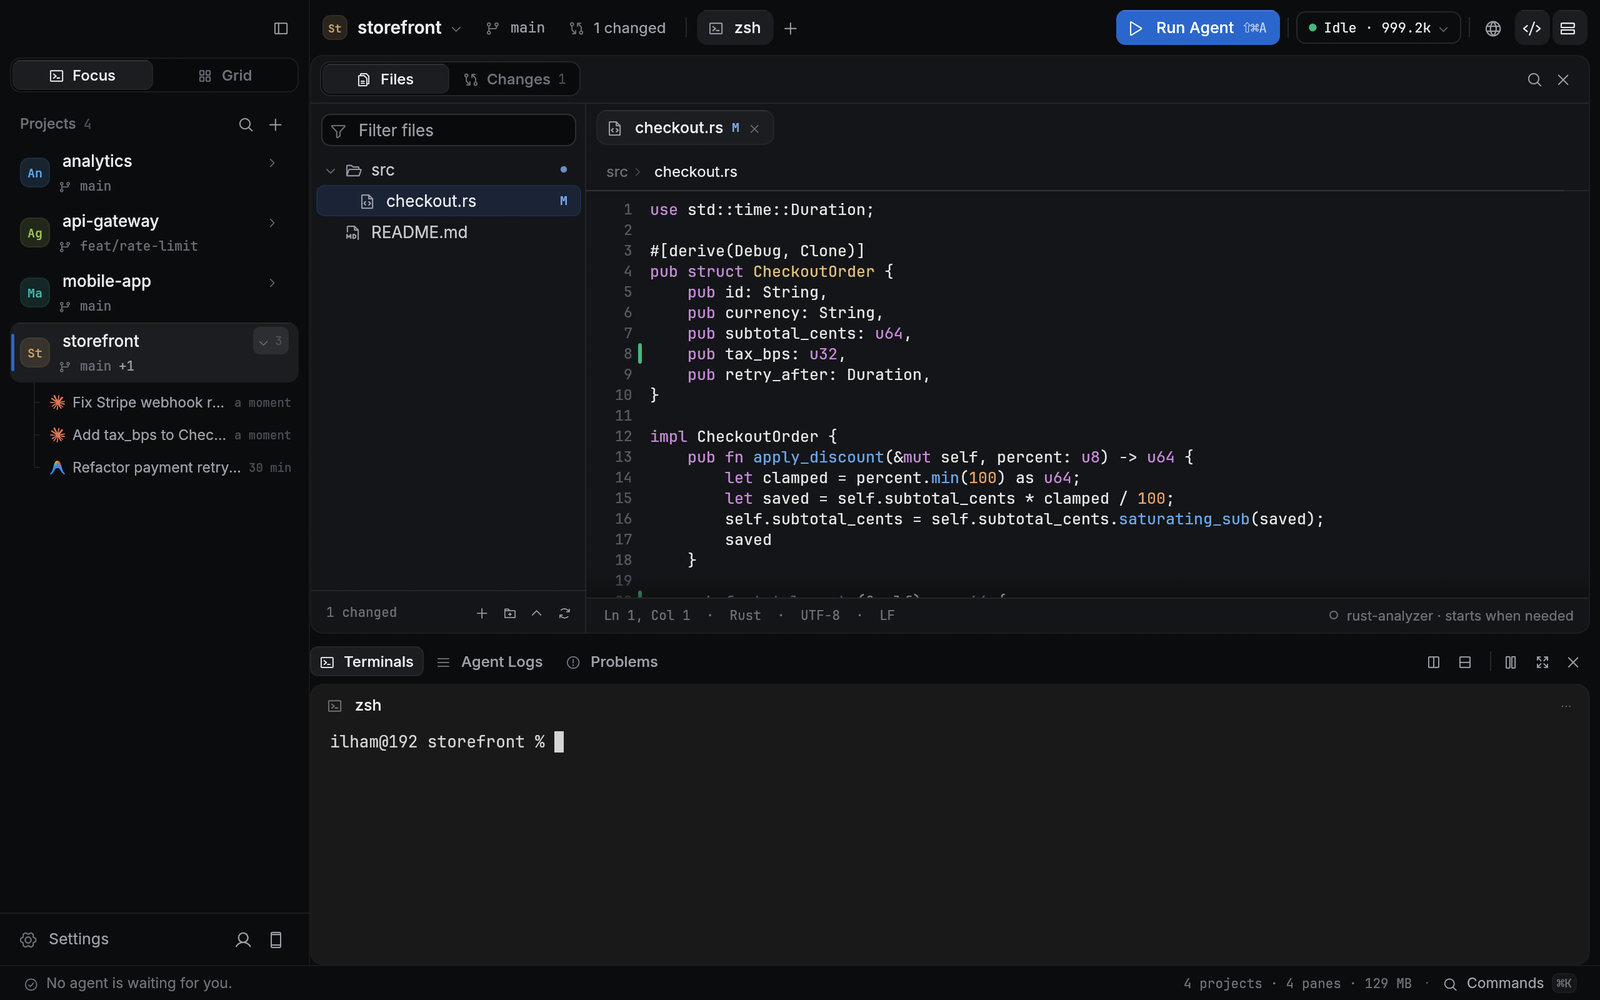 St storefront main 1 changed zsh Run Agent ⇧⌘A Idle · 999.2k
Focus Grid
Projects 4
An analytics
main
Ag api-gateway
feat/rate-limit
Ma mobile-app
main
St storefront 3
main +1
Fix Stripe webhook r... a moment
Add tax_bps to Chec... a moment
Refactor payment retry... 30 min
Settings
Files Changes 1
Filter files
src
checkout.rs M
README.md
1 changed
checkout.rs M
src checkout.rs
1 use std::time::Duration;
2
3 #[derive(Debug, Clone)]
4 pub struct CheckoutOrder {
5 pub id: String,
6 pub currency: String,
7 pub subtotal_cents: u64,
8 pub tax_bps: u32,
9 pub retry_after: Duration,
10 }
11
12 impl CheckoutOrder {
13 pub fn apply_discount(&mut self, percent: u8) -> u64 {
14 let clamped = percent.min(100) as u64;
15 let saved = self.subtotal_cents * clamped / 100;
16 self.subtotal_cents = self.subtotal_cents.saturating_sub(saved);
17 saved
18 }
19
Ln 1, Col 1 · Rust · UTF-8 · LF rust-analyzer · starts when needed
Terminals Agent Logs Problems
zsh
ilham@192 storefront %
No agent is waiting for you. 4 projects · 4 panes · 129 MB · Commands ⌘K